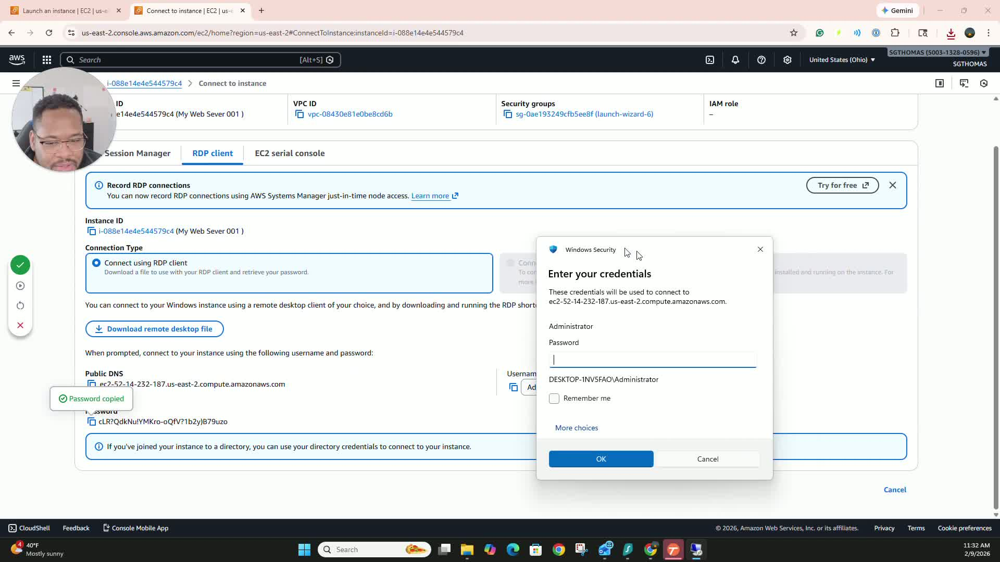 Launch an instance | EC2 | us-e
Connect to instance | EC2 | us-e
Gemini
us-east-2.console.aws.amazon.com/ec2/home?region=us-east-2#ConnectToInstance:instanceId=i-088e14e4e544579c4
aws
Search
[Alt+S]
United States (Ohio)
SGTHOMAS (5003-1328-0596)
SGTHOMAS
i-088e14e4e544579c4
Connect to instance
ID
e14e4e544579c4 (My Web Sever 001 )
VPC ID
vpc-08430e81e0be8cd6b
Security groups
sg-0ae193249cfb5ee8f (launch-wizard-6)
IAM role
–
Session Manager
RDP client
EC2 serial console
Record RDP connections
You can now record RDP connections using AWS Systems Manager just-in-time node access. Learn more
Try for free
Instance ID
i-088e14e4e544579c4 (My Web Sever 001 )
Connection Type
Connect using RDP client
Download a file to use with your RDP client and retrieve your password.
Conn
To con
more
installed and running on the instance. For
You can connect to your Windows instance using a remote desktop client of your choice, and by downloading and running the RDP short
Download remote desktop file
When prompted, connect to your instance using the following username and password:
Public DNS
ec2-52-14-232-187.us-east-2.compute.amazonaws.com
Usernam
Ad
Password copied
Password
cLR?QdkNu!YMKro-oQfV?1b2y)B79uzo
If you've joined your instance to a directory, you can use your directory credentials to connect to your instance.
Cancel
Windows Security
Enter your credentials
These credentials will be used to connect to
ec2-52-14-232-187.us-east-2.compute.amazonaws.com.
Administrator
Password
DESKTOP-1NV5FAO\Administrator
Remember me
More choices
OK
Cancel
CloudShell
Feedback
Console Mobile App
© 2026, Amazon Web Services, Inc. or its affiliates.
Privacy
Terms
Cookie preferences
4
40°F
Mostly sunny
Search
11:32 AM
2/9/2026